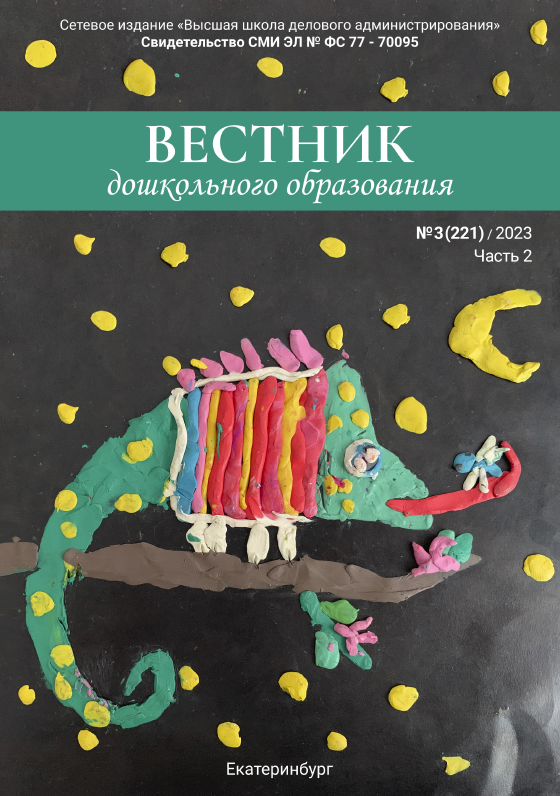 Сетевое издание «Высшая школа делового администрирования»
Свидетельство СМИ ЭЛ № ФС 77 - 70095
ВЕСТНИК
дошкольного образования
№3(221) / 2023
Часть 2
Екатеринбург